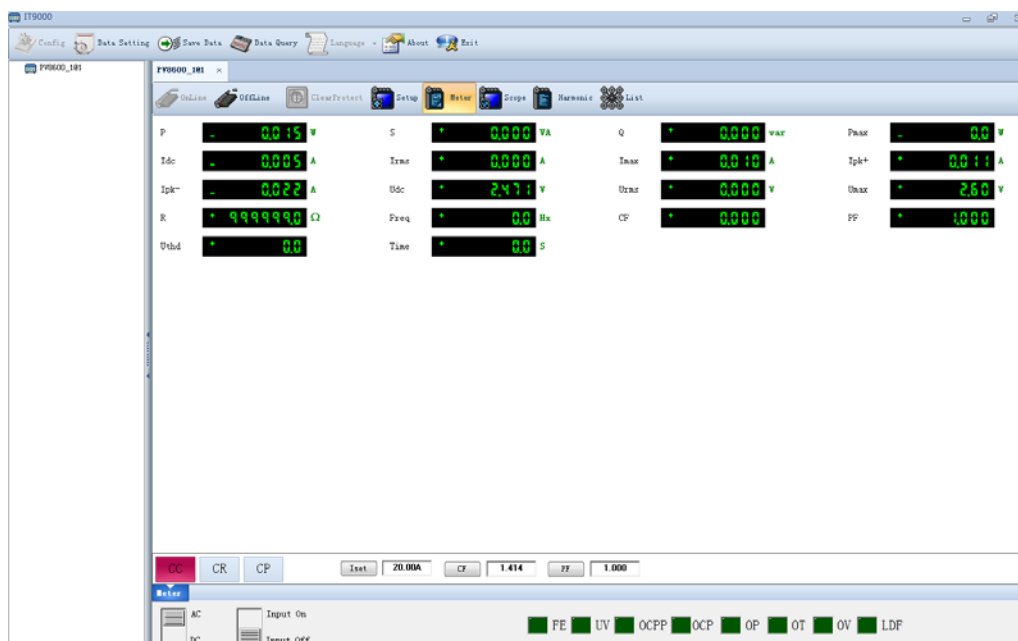 IT9000
Config Data Setting Save Data Data Query Language About Exit
PV8600_101
PV8600_101 ×
OnLine OffLine ClearProtect Setup Meter Scope Harmonic List
P - 0.015 W S + 0.000 VA Q + 0.000 var Pmax - 0.0 W
Idc - 0.005 A Irms + 0.000 A Imax + 0.010 A Ipk+ + 0.011 A
Ipk- - 0.022 A Udc + 2.471 V Urms + 0.000 V Umax + 2.60 V
R + 999999.0 Ω Freq + 0.0 Hz CF + 0.000 PF + 1.000
Uthd + 0.0 Time + 0.0 S
CC CR CP Iset 20.00A CF 1.414 PF 1.000
Meter
AC Input On
FE UV OCPP OCP OP OT OV LDF
DC Input Off